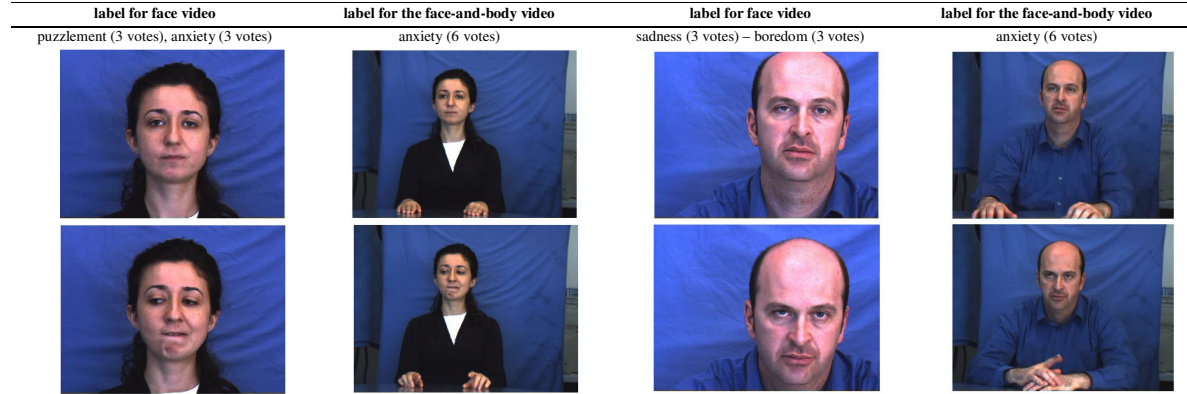 label for face video label for the face-and-body video label for face video label for the face-and-body video
puzzlement (3 votes), anxiety (3 votes) anxiety (6 votes) sadness (3 votes) – boredom (3 votes) anxiety (6 votes)